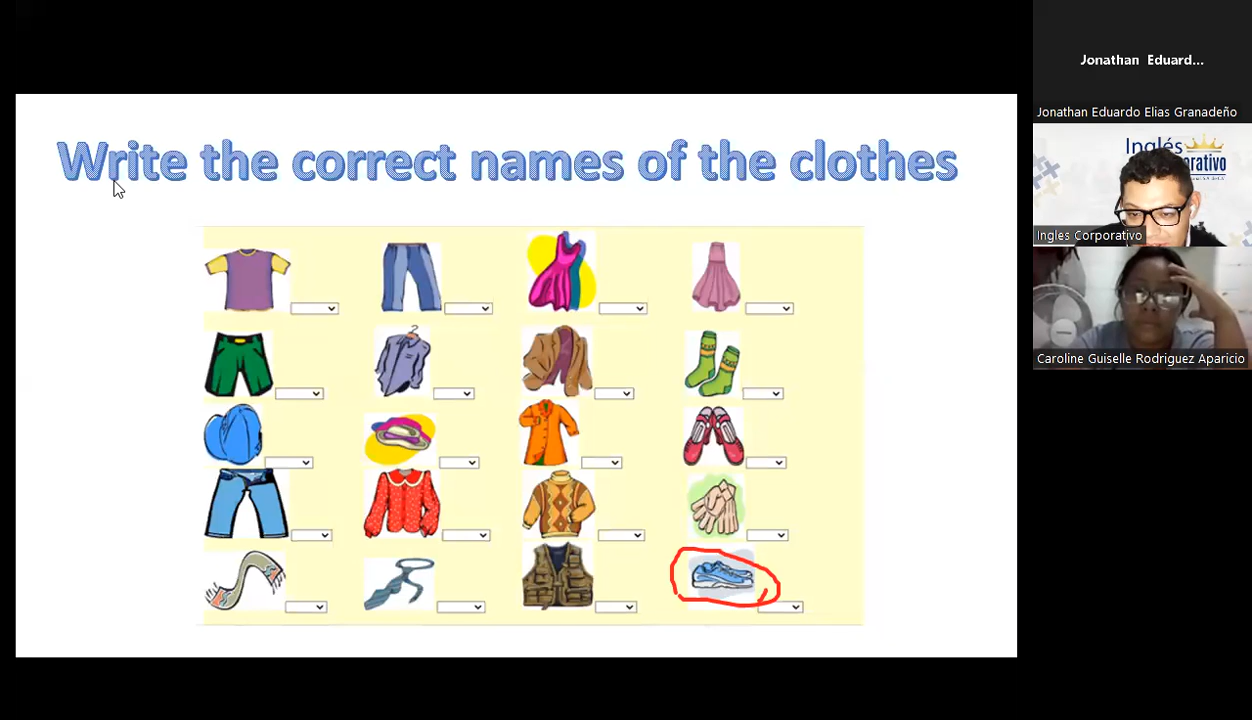 Write the correct names of the clothes
Jonathan Eduard...
Jonathan Eduardo Elias Granadeño
Inglés
Ingles Corporativo
Caroline Guiselle Rodriguez Aparicio